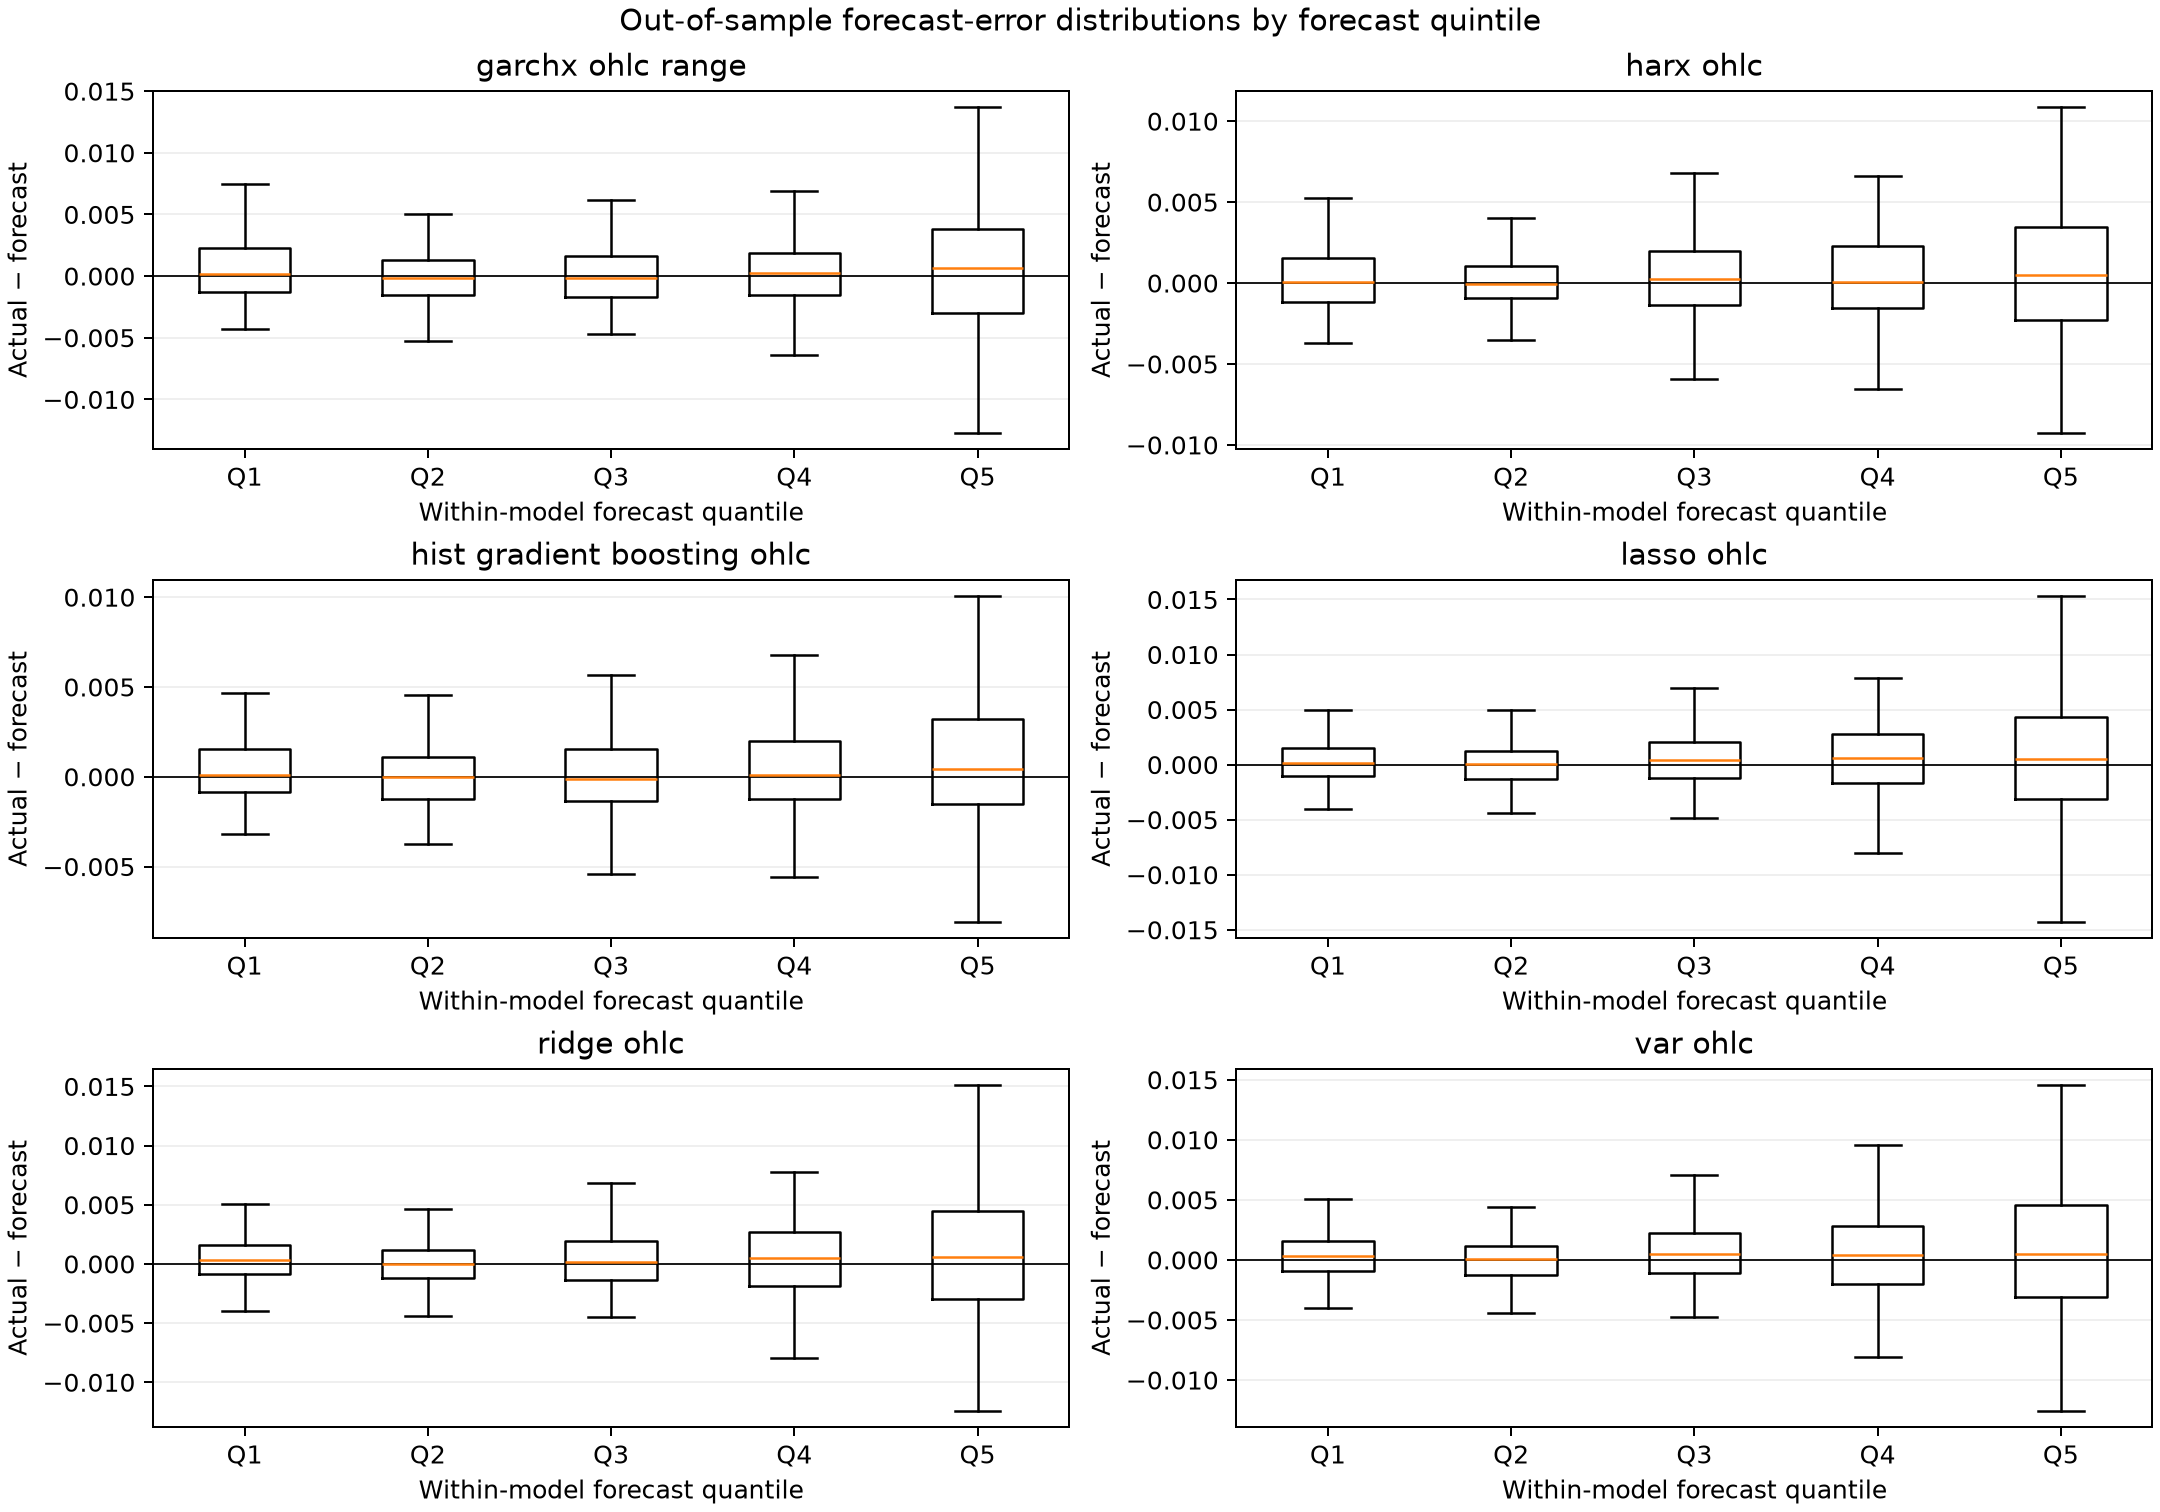 Out-of-sample forecast-error distributions by forecast quintile
garchx ohlc range
Actual − forecast
0.015
0.010
0.005
0.000
−0.005
−0.010
Q1 Q2 Q3 Q4 Q5
Within-model forecast quantile
harx ohlc
Actual − forecast
0.010
0.005
0.000
−0.005
−0.010
Q1 Q2 Q3 Q4 Q5
Within-model forecast quantile
hist gradient boosting ohlc
Actual − forecast
0.010
0.005
0.000
−0.005
Q1 Q2 Q3 Q4 Q5
Within-model forecast quantile
lasso ohlc
Actual − forecast
0.015
0.010
0.005
0.000
−0.005
−0.010
−0.015
Q1 Q2 Q3 Q4 Q5
Within-model forecast quantile
ridge ohlc
Actual − forecast
0.015
0.010
0.005
0.000
−0.005
−0.010
Q1 Q2 Q3 Q4 Q5
Within-model forecast quantile
var ohlc
Actual − forecast
0.015
0.010
0.005
0.000
−0.005
−0.010
Q1 Q2 Q3 Q4 Q5
Within-model forecast quantile